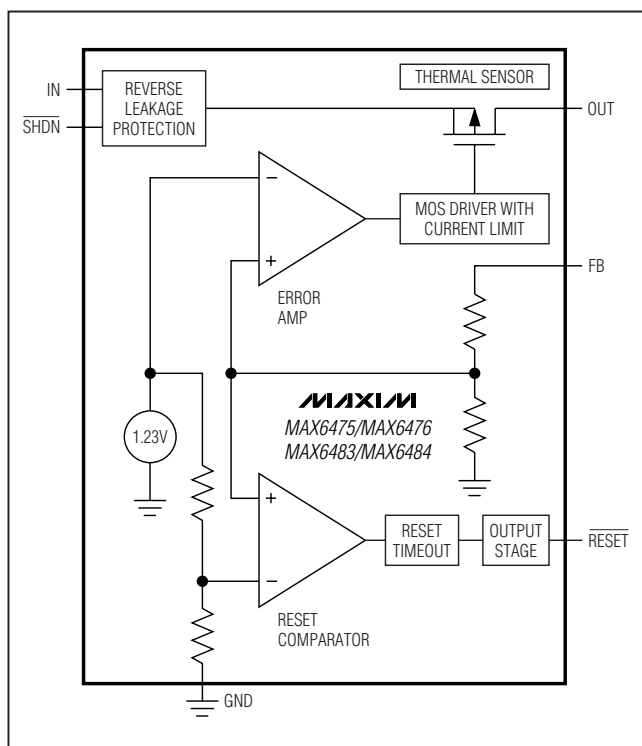 THERMAL SENSOR
IN
SHDN
REVERSE
LEAKAGE
PROTECTION
OUT
−
+
ERROR
AMP
MOS DRIVER WITH
CURRENT LIMIT
FB
1.23V
MAXIM
MAX6475/MAX6476
MAX6483/MAX6484
+
−
RESET
COMPARATOR
RESET
TIMEOUT
OUTPUT
STAGE
RESET
GND